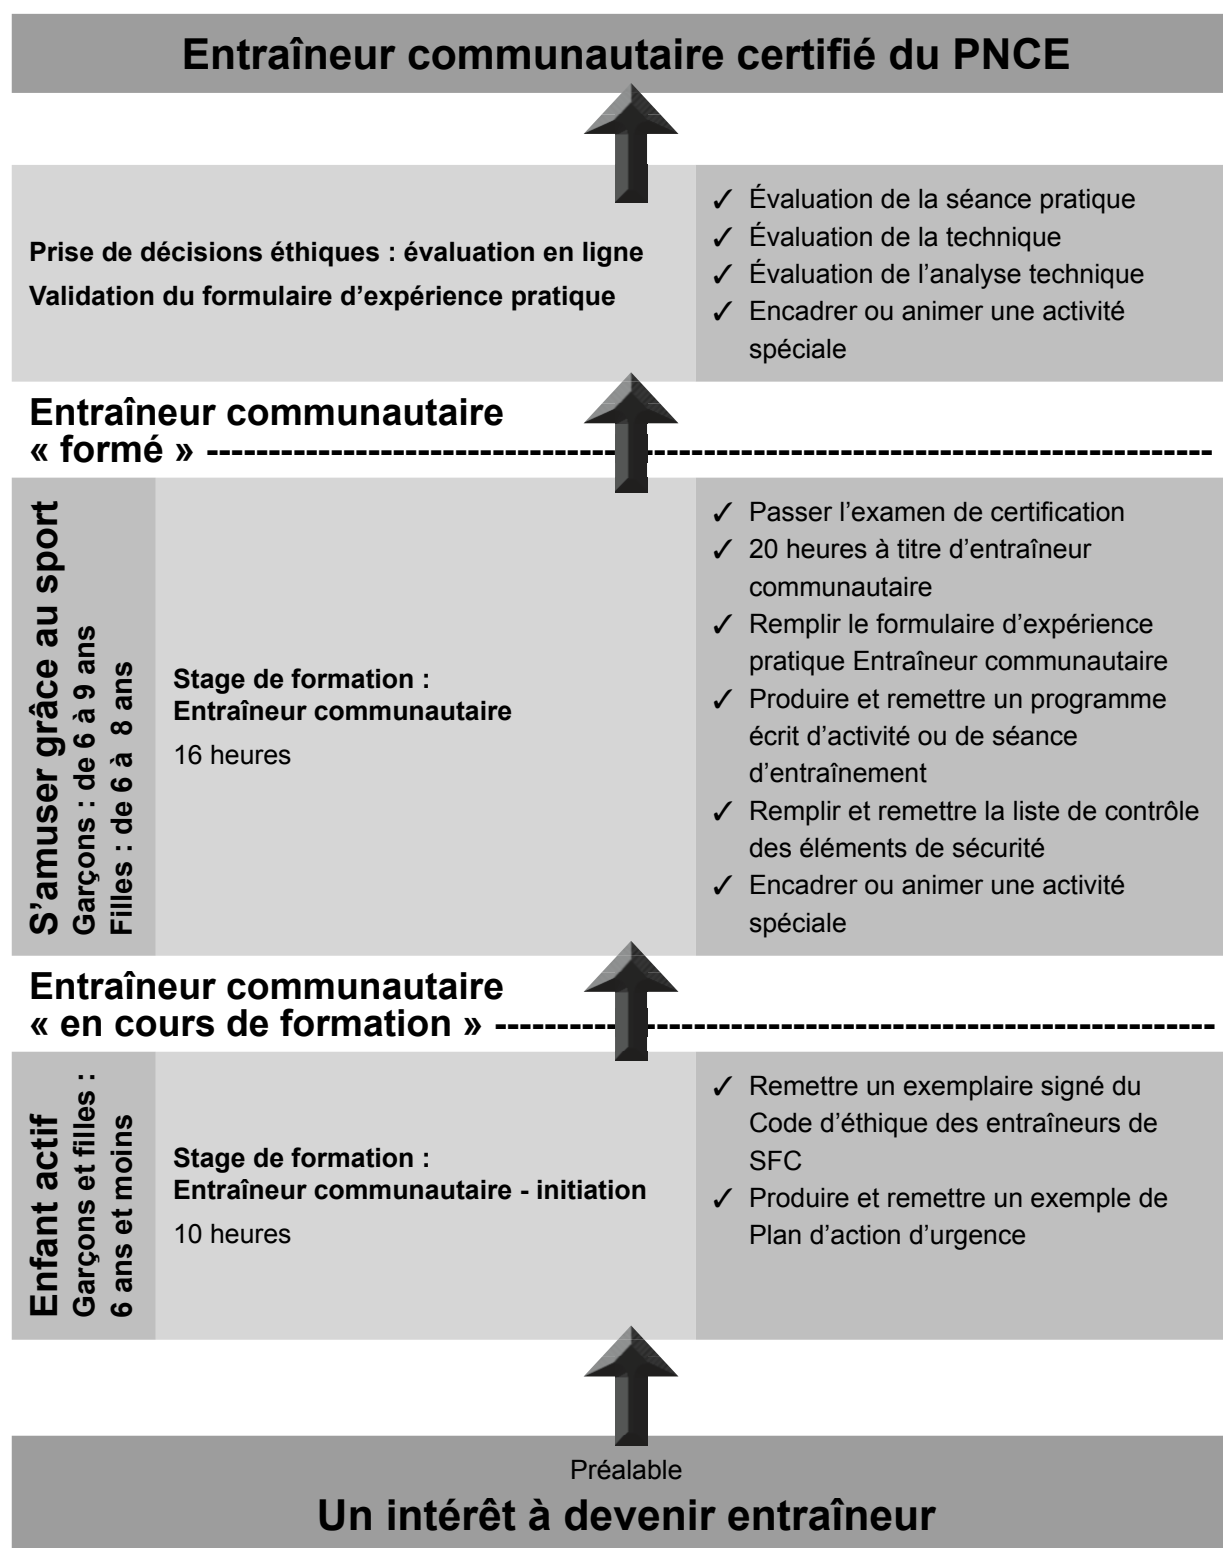 Entraîneur communautaire certifié du PNCE
Prise de décisions éthiques : évaluation en ligne
Validation du formulaire d’expérience pratique
✓ Évaluation de la séance pratique
✓ Évaluation de la technique
✓ Évaluation de l’analyse technique
✓ Encadrer ou animer une activité
spéciale
Entraîneur communautaire
« formé »
S’amuser grâce au sport
Garçons : de 6 à 9 ans
Filles : de 6 à 8 ans
Stage de formation :
Entraîneur communautaire
16 heures
✓ Passer l’examen de certification
✓ 20 heures à titre d’entraîneur
communautaire
✓ Remplir le formulaire d’expérience
pratique Entraîneur communautaire
✓ Produire et remettre un programme
écrit d’activité ou de séance
d’entraînement
✓ Remplir et remettre la liste de contrôle
des éléments de sécurité
✓ Encadrer ou animer une activité
spéciale
Entraîneur communautaire
« en cours de formation »
Enfant actif
Garçons et filles :
6 ans et moins
Stage de formation :
Entraîneur communautaire - initiation
10 heures
✓ Remettre un exemplaire signé du
Code d’éthique des entraîneurs de
SFC
✓ Produire et remettre un exemple de
Plan d’action d’urgence
Préalable
Un intérêt à devenir entraîneur